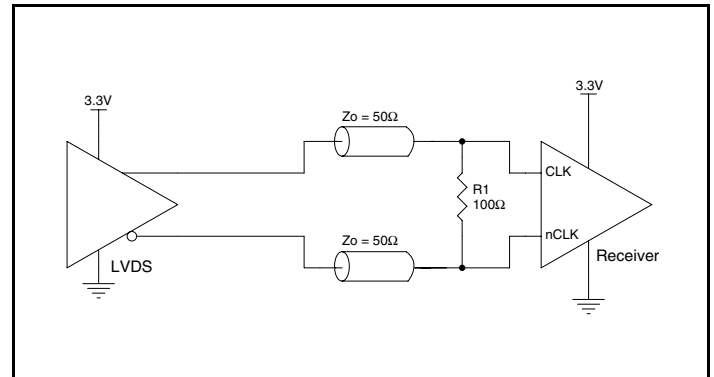 3.3V
3.3V
Zo = 50Ω
CLK
R1
100Ω
nCLK
Zo = 50Ω
Receiver
LVDS